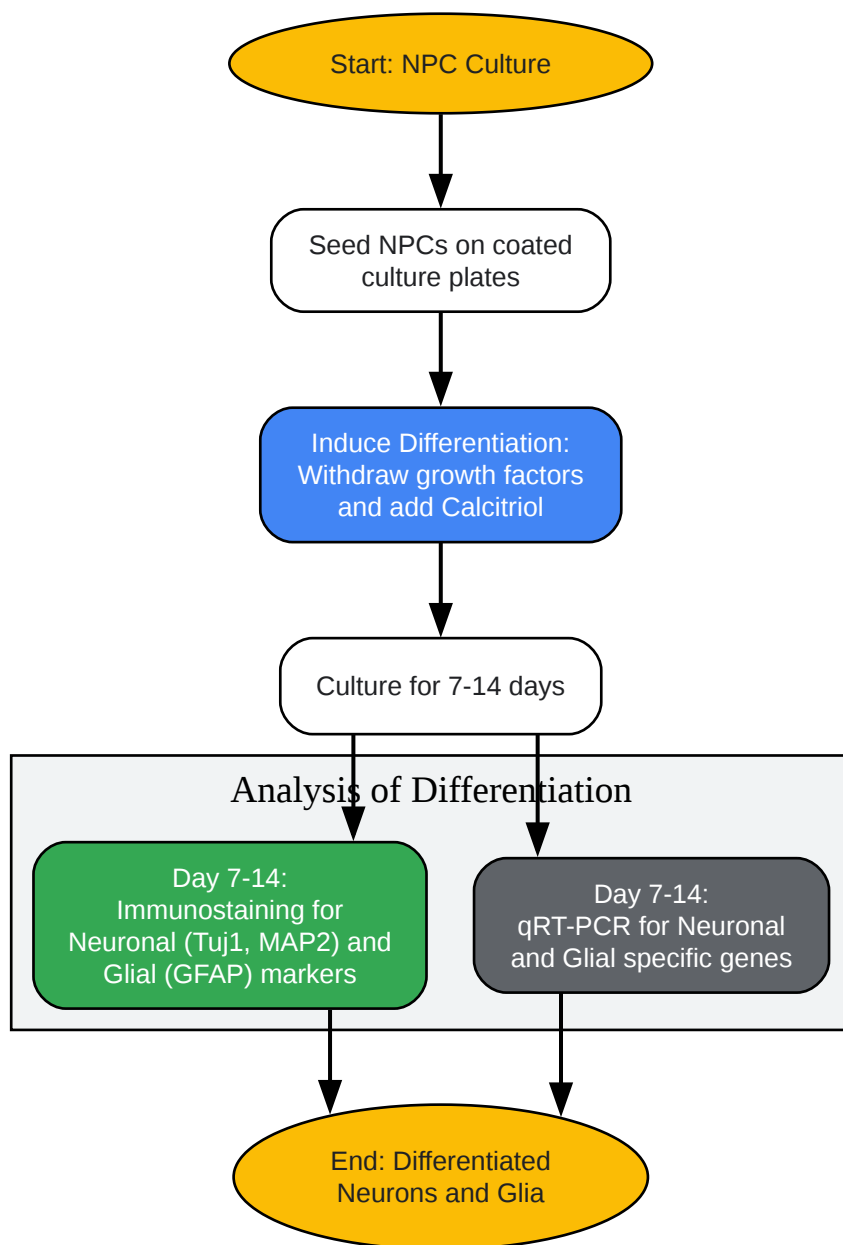 Start: NPC Culture
Seed NPCs on coated
culture plates
Induce Differentiation:
Withdraw growth factors
and add Calcitriol
Culture for 7-14 days
Analysis of Differentiation
Day 7-14:
Immunostaining for
Neuronal (Tuj1, MAP2) and
Glial (GFAP) markers
Day 7-14:
qRT-PCR for Neuronal
and Glial specific genes
End: Differentiated
Neurons and Glia